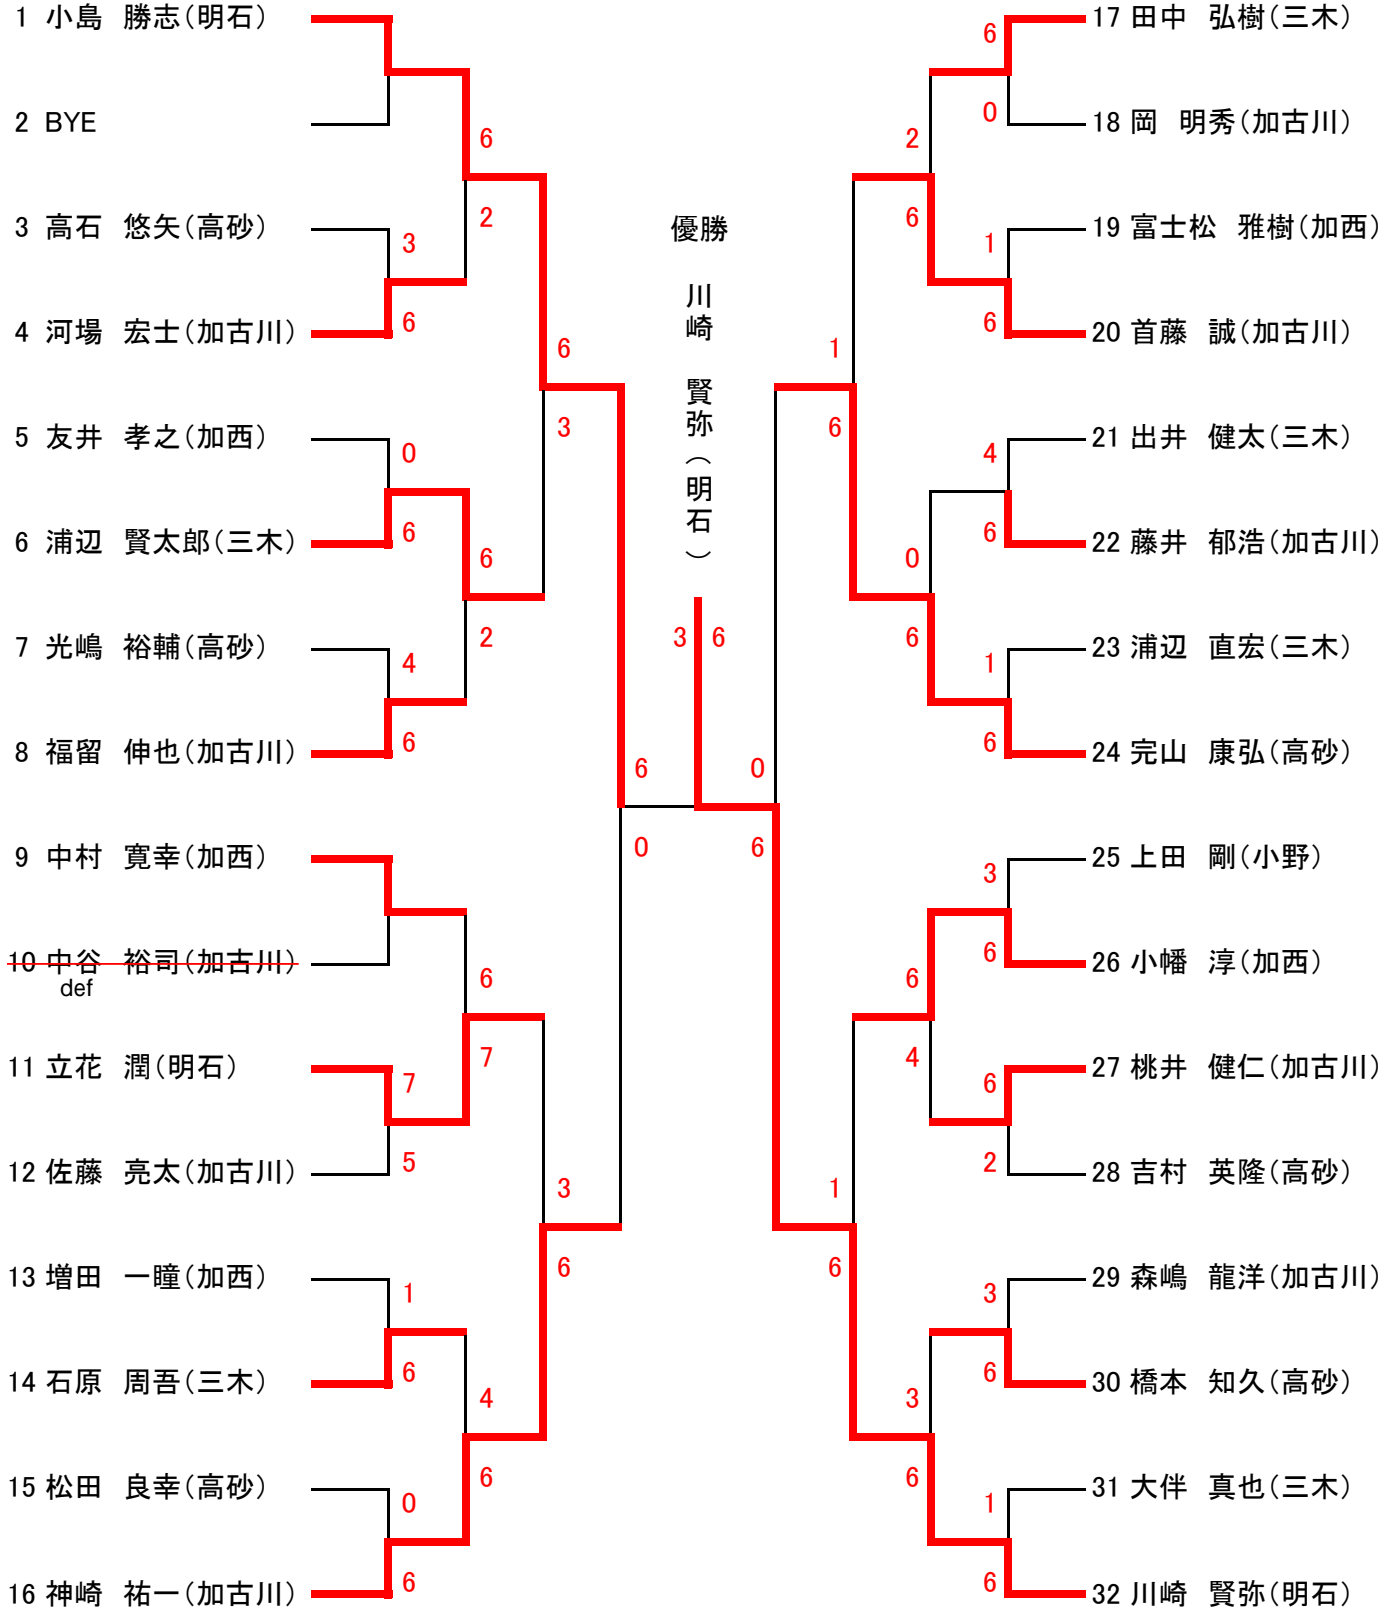 1 小島 勝志(明石)
2 BYE
6
3 高石 悠矢(高砂)
3
2
4 河場 宏士(加古川)
6
6
5 友井 孝之(加西)
0
3
6 浦辺 賢太郎(三木)
6
6
7 光嶋 裕輔(高砂)
4
2
8 福留 伸也(加古川)
6
6
9 中村 寛幸(加西)
0
10 中谷 裕司(加古川)
def
6
11 立花 潤(明石)
7
7
12 佐藤 亮太(加古川)
5
3
13 増田 一瞳(加西)
1
6
14 石原 周吾(三木)
6
4
15 松田 良幸(高砂)
0
6
16 神崎 祐一(加古川)
6
優勝
川崎 賢弥(明石)
3 6
17 田中 弘樹(三木)
6
0
18 岡 明秀(加古川)
2
6
19 富士松 雅樹(加西)
1
6
20 首藤 誠(加古川)
1
6
21 出井 健太(三木)
4
6
22 藤井 郁浩(加古川)
0
6
23 浦辺 直宏(三木)
1
6
24 完山 康弘(高砂)
0
6
25 上田 剛(小野)
3
6
26 小幡 淳(加西)
6
4
27 桃井 健仁(加古川)
6
2
28 吉村 英隆(高砂)
1
6
29 森嶋 龍洋(加古川)
3
6
30 橋本 知久(高砂)
3
6
31 大伴 真也(三木)
1
6
32 川崎 賢弥(明石)